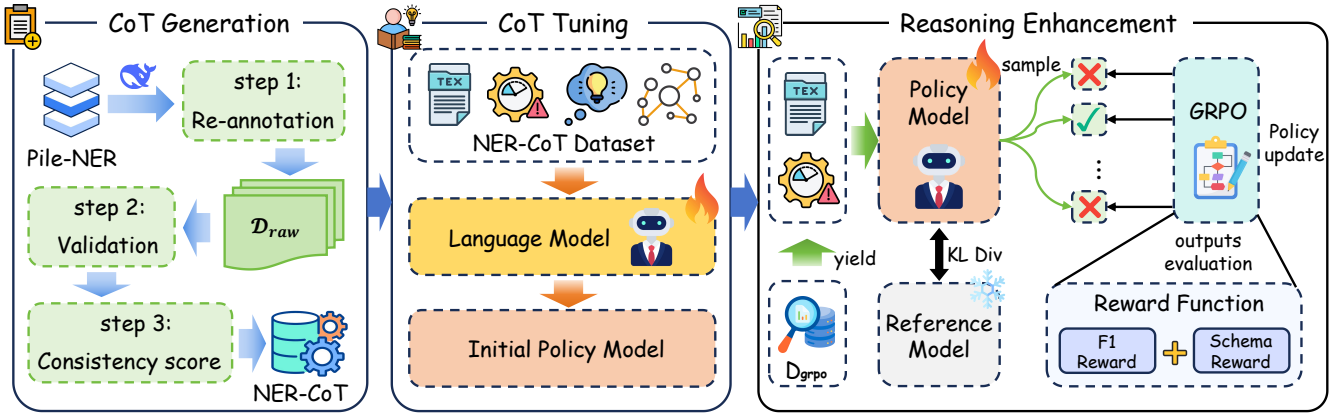 CoT Generation
step 1:
Re-annotation
Pile-NER
step 2:
Validation
𝒟raw
step 3:
Consistency score
NER-CoT
CoT Tuning
TEX
NER-CoT Dataset
Language Model
Initial Policy Model
Reasoning Enhancement
TEX
yield
Dgrpo
Policy
Model
sample
KL Div
Reference
Model
GRPO
Policy
update
outputs
evaluation
Reward Function
F1
Reward
Schema
Reward